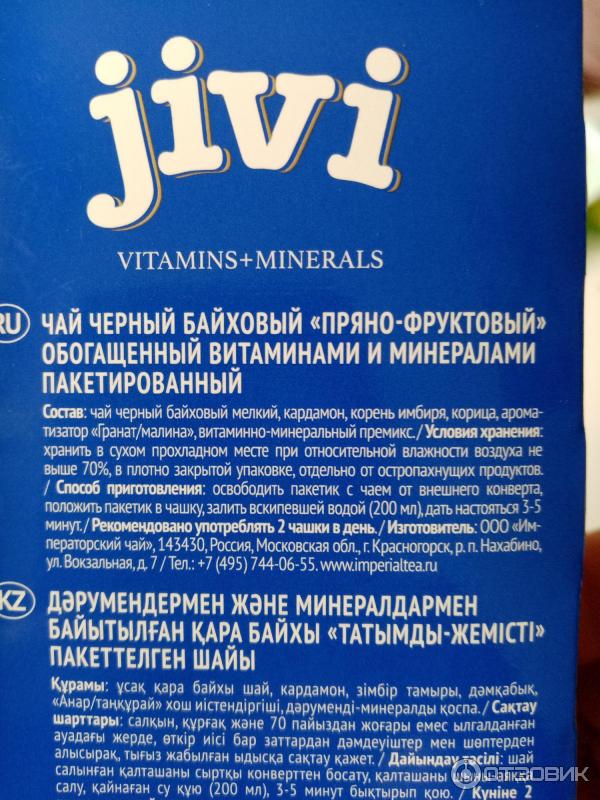 jivi
VITAMINS+MINERALS
RU ЧАЙ ЧЕРНЫЙ БАЙХОВЫЙ «ПРЯНО-ФРУКТОВЫЙ»
ОБОГАЩЕННЫЙ ВИТАМИНАМИ И МИНЕРАЛАМИ
ПАКЕТИРОВАННЫЙ
Состав: чай черный байховый мелкий, кардамон, корень имбиря, корица, арома-
тизатор «Гранат/малина», витаминно-минеральный премикс. / Условия хранения:
хранить в сухом прохладном месте при относительной влажности воздуха не
выше 70%, в плотно закрытой упаковке, отдельно от остропахнущих продуктов.
/ Способ приготовления: освободить пакетик с чаем от внешнего конверта,
положить пакетик в чашку, залить вскипевшей водой (200 мл), дать настояться 3-5
минут. / Рекомендовано употреблять 2 чашки в день. / Изготовитель: ООО «Им-
ператорский чай», 143430, Россия, Московская обл., г. Красногорск, р. п. Нахабино,
ул. Вокзальная, д. 7 / Тел.: +7 (495) 744-06-55. www.imperialtea.ru
KZ ДӘРУМЕНДЕРМЕН ЖӘНЕ МИНЕРАЛДАРМЕН
БАЙЫТЫЛҒАН ҚАРА БАЙХЫ «ТАТЫМДЫ-ЖЕМІСТІ»
ПАКЕТТЕЛГЕН ШАЙЫ
Құрамы: ұсақ қара байхы шай, кардамон, зімбір тамыры, дәмқабық,
«Анар/таңқурай» хош иістендіргіші, дәруменді-минералды қоспа. / Сақтау
шарттары: салқын, құрғақ және 70 пайыздан жоғары емес ылғалданған
ауадағы жерде, өткір иісі бар заттардан дәмдеуіштер мен шөптерден
алысырақ, тығыз жабылған ыдысқа сақтау қажет. / Дайындау тәсілі: шай
салынған қалташаны сыртқы конверттен босату, қалташаны шыныаяққа
салу, қайнаған су құю (200 мл), 3-5 минут бықтырып қою. / Күніне 2
ОТЗОВИК